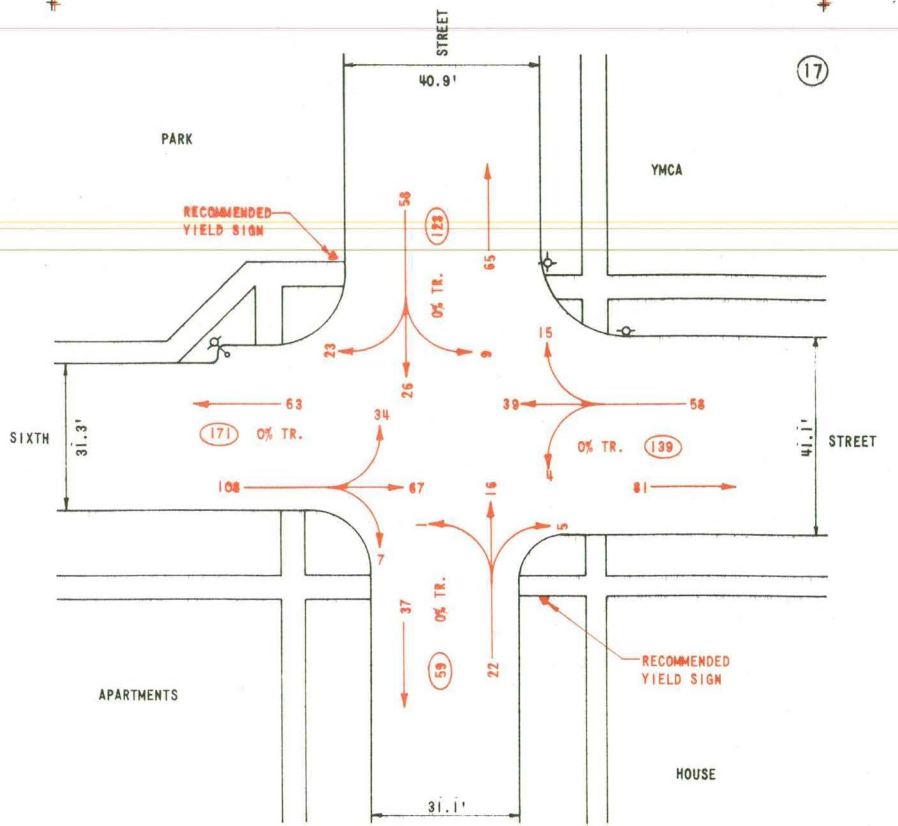 STREET
40.9'
17
PARK
YMCA
RECOMMENDED
YIELD SIGN
58
123
65
0% TR.
23
9
26
15
63
34
39
58
SIXTH
31.3'
171 0% TR.
0% TR. 139
41.1'
STREET
4
108
67
16
81
1
5
7
37
0% TR.
59
22
RECOMMENDED
YIELD SIGN
APARTMENTS
HOUSE
31.1'